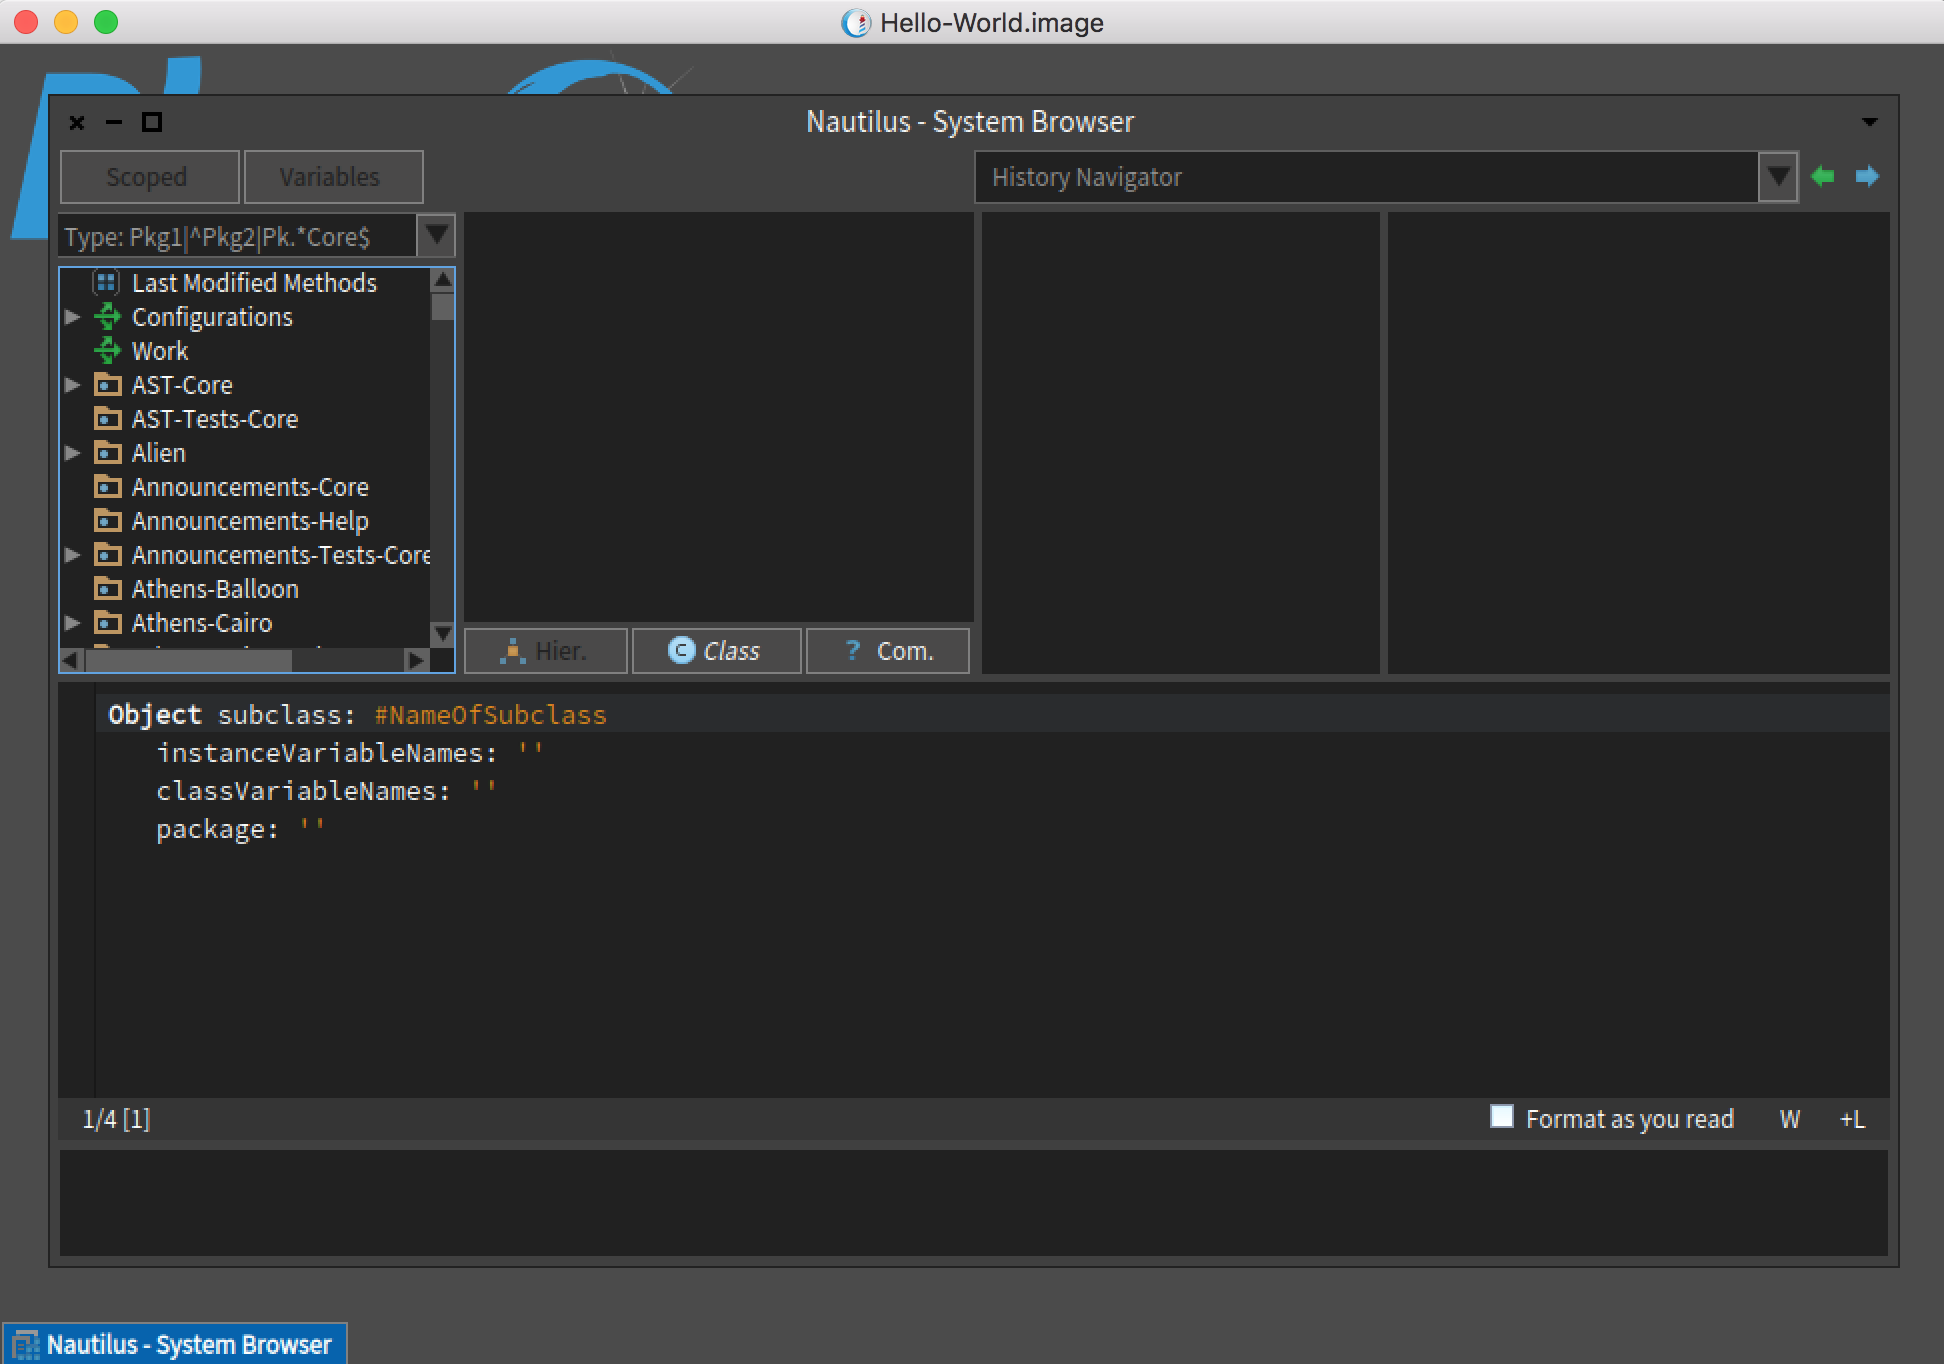 Hello-World.image
Nautilus - System Browser
Scoped
Variables
History Navigator
Type: Pkg1|^Pkg2|Pk.*Core$
Last Modified Methods
Configurations
Work
AST-Core
AST-Tests-Core
Alien
Announcements-Core
Announcements-Help
Announcements-Tests-Core
Athens-Balloon
Athens-Cairo
Hier.
C Class
? Com.
Object subclass: #NameOfSubclass
instanceVariableNames: ''
classVariableNames: ''
package: ''
1/4 [1]
Format as you read
W
+L
Nautilus - System Browser